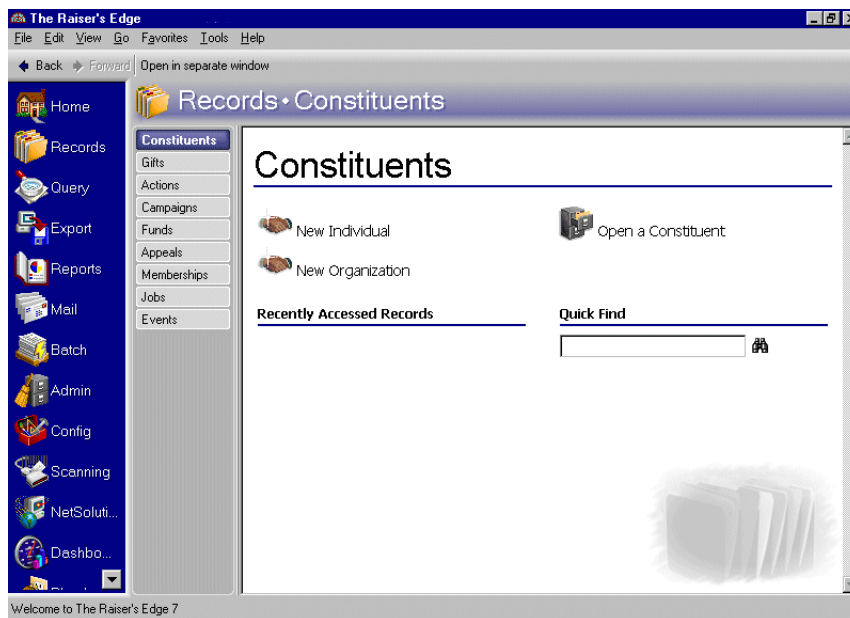 The Raiser's Edge
File Edit View Go Favorites Tools Help
Back Forward Open in separate window
Records • Constituents
Home
Records
Query
Export
Reports
Mail
Batch
Admin
Config
Scanning
NetSoluti...
Dashbo...
Constituents
Gifts
Actions
Campaigns
Funds
Appeals
Memberships
Jobs
Events
Constituents
New Individual
Open a Constituent
New Organization
Recently Accessed Records
Quick Find
Welcome to The Raiser's Edge 7